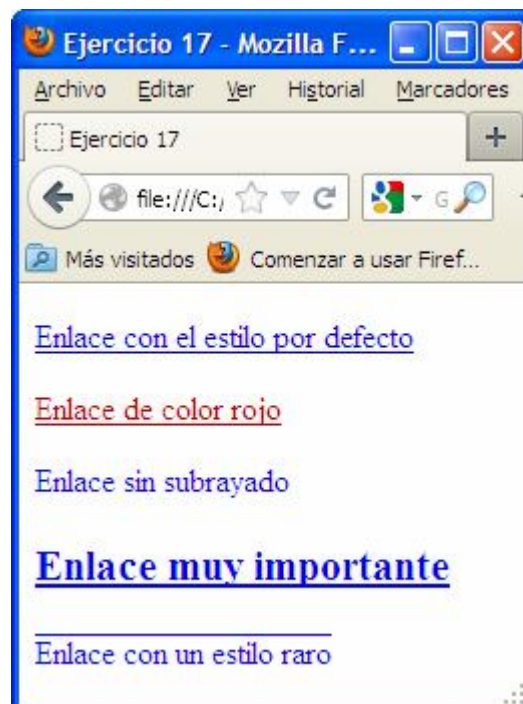 Ejercicio 17 - Mozilla F...
Archivo Editar Ver Historial Marcadores
Ejercicio 17 +
file:///C:/ G
Más visitados Comenzar a usar Firef...
Enlace con el estilo por defecto
Enlace de color rojo
Enlace sin subrayado
Enlace muy importante
Enlace con un estilo raro